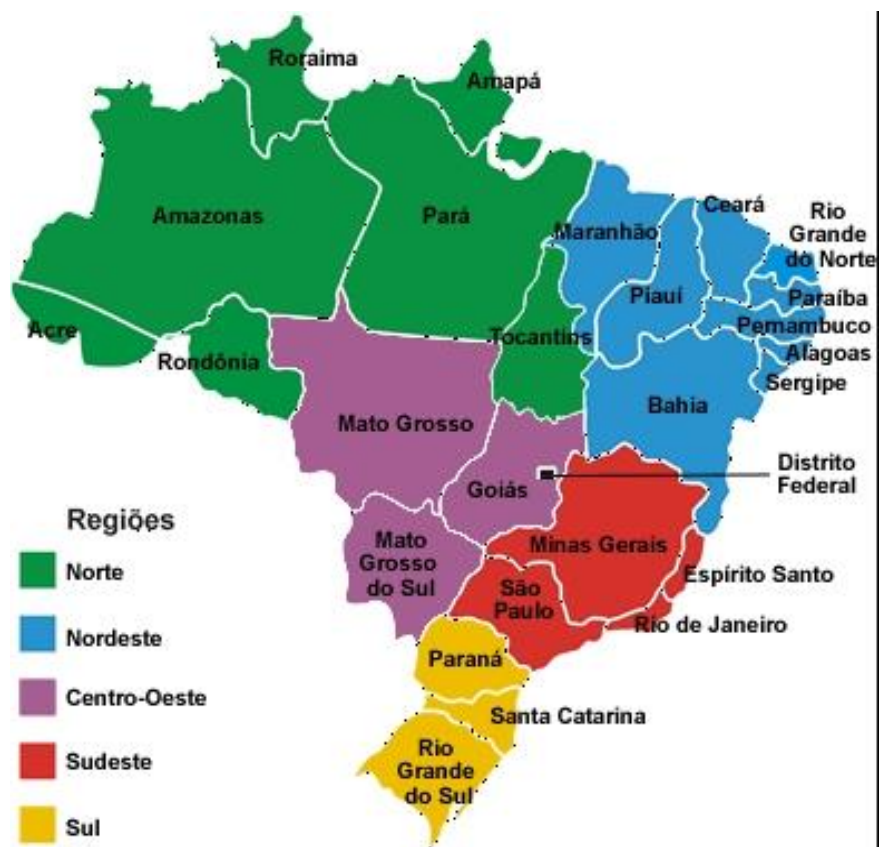 Roraima
Amapá
Amazonas
Pará
Maranhão
Ceará
Rio
Grande
do Norte
Piauí
Paraíba
Pernambuco
Alagoas
Sergipe
Acre
Rondônia
Tocantins
Bahia
Mato Grosso
Goiás
Distrito
Federal
Mato
Grosso
do Sul
Minas Gerais
Espírito Santo
São
Paulo
Rio de Janeiro
Paraná
Santa Catarina
Rio
Grande
do Sul
Regiões
Norte
Nordeste
Centro-Oeste
Sudeste
Sul